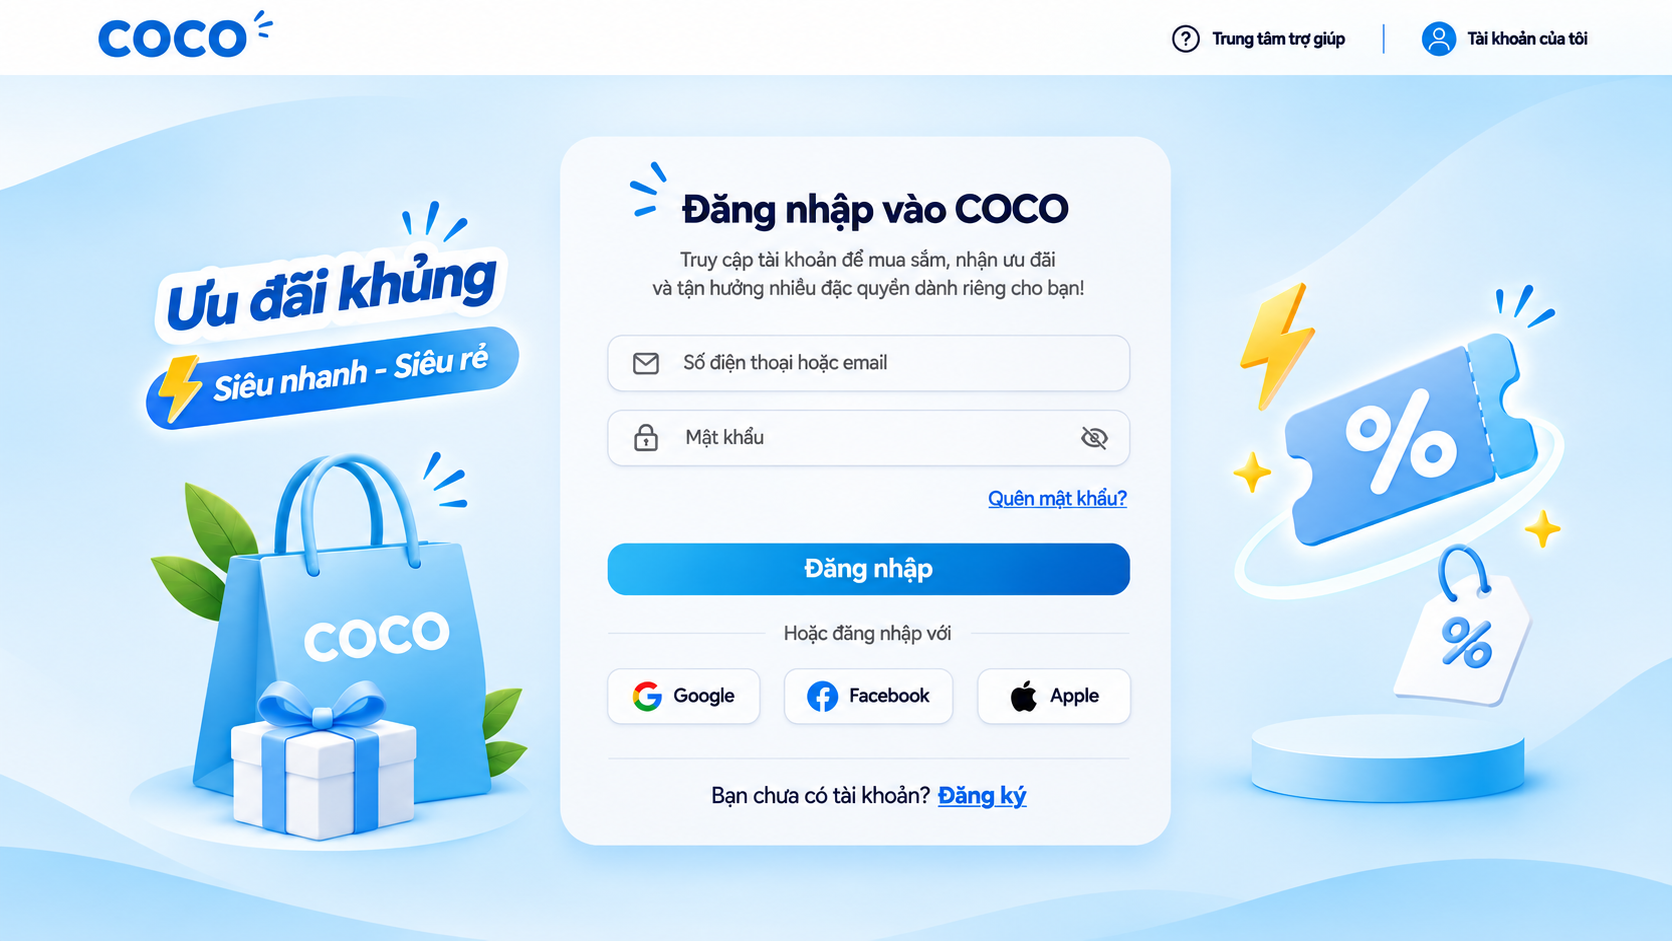 COCO
Trung tâm trợ giúp
Tài khoản của tôi
Ưu đãi khủng
Siêu nhanh - Siêu rẻ
COCO
Đăng nhập vào COCO
Truy cập tài khoản để mua sắm, nhận ưu đãi
và tận hưởng nhiều đặc quyền dành riêng cho bạn!
Số điện thoại hoặc email
Mật khẩu
Quên mật khẩu?
Đăng nhập
Hoặc đăng nhập với
Google
Facebook
Apple
Bạn chưa có tài khoản? Đăng ký
%
%